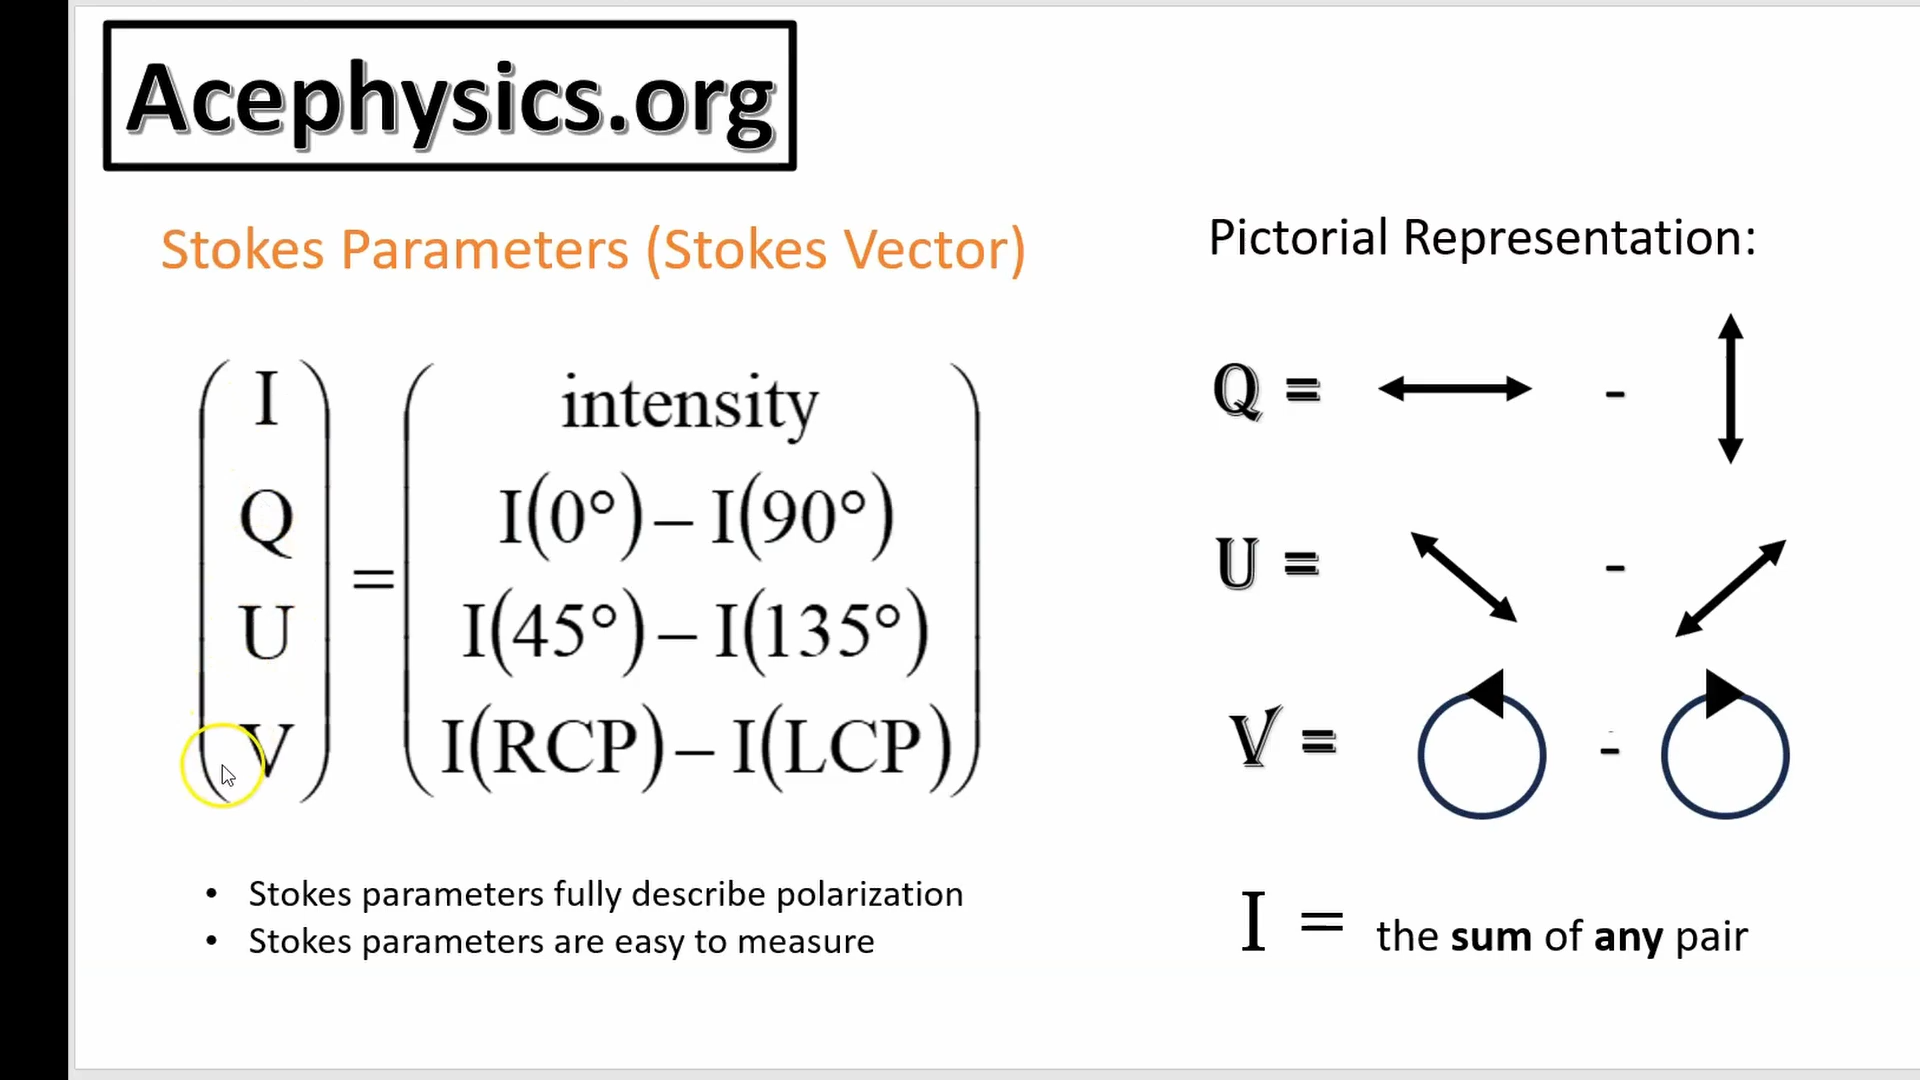 Acephysics.org
Stokes Parameters (Stokes Vector)
I
Q
U
V
=
intensity
I(0°) – I(90°)
I(45°) – I(135°)
I(RCP) – I(LCP)
• Stokes parameters fully describe polarization
• Stokes parameters are easy to measure
Pictorial Representation:
Q = -
U = -
V = -
I = the sum of any pair